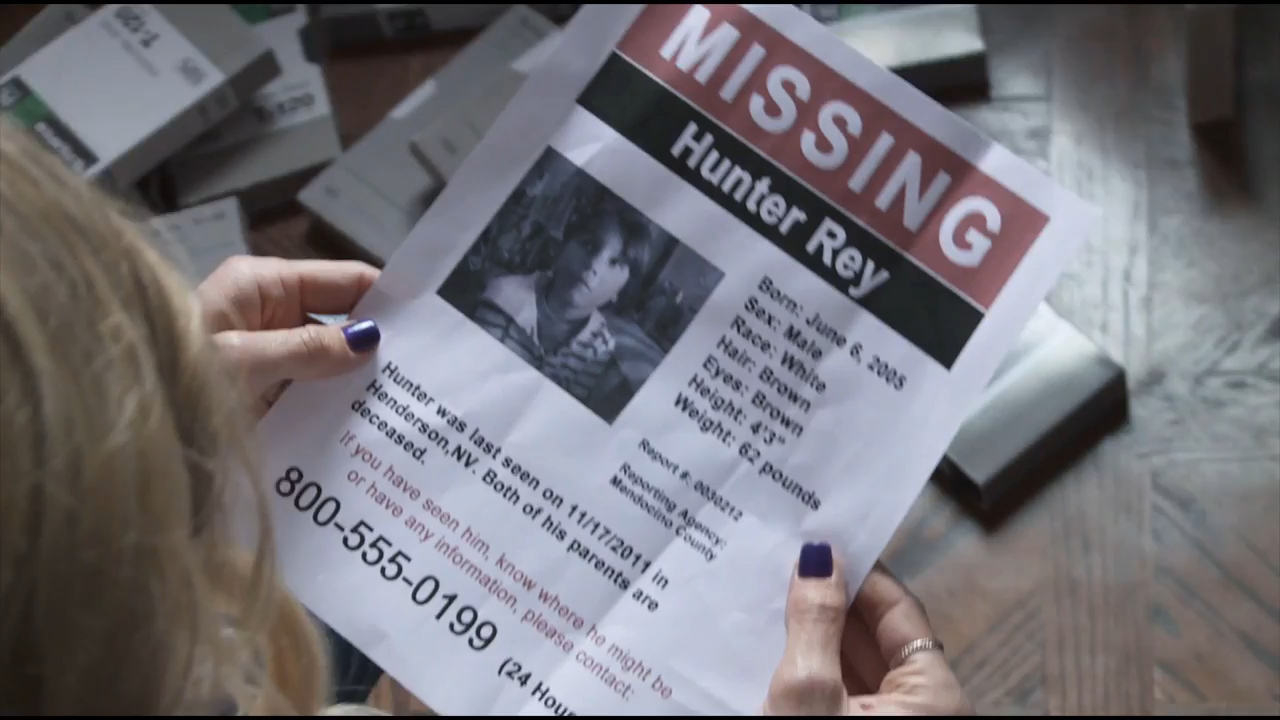 T-120
T-120
MISSING
Hunter Rey
Born: June 6, 2005
Sex: Male
Race: White
Hair: Brown
Eyes: Brown
Height: 4'3"
Weight: 62 pounds
Report #: 0030212
Reporting Agency:
Mendocino County
Hunter was last seen on 11/17/2011 in
Henderson,NV. Both of his parents are
deceased.
If you have seen him, know where he might be
or have any information, please contact:
800-555-0199 (24 Hour